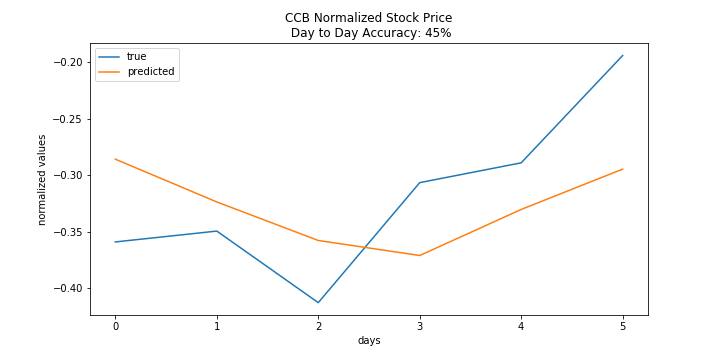 CCB Normalized Stock Price
Day to Day Accuracy: 45%
true
predicted
−0.20
−0.25
−0.30
−0.35
−0.40
normalized values
0 1 2 3 4 5
days